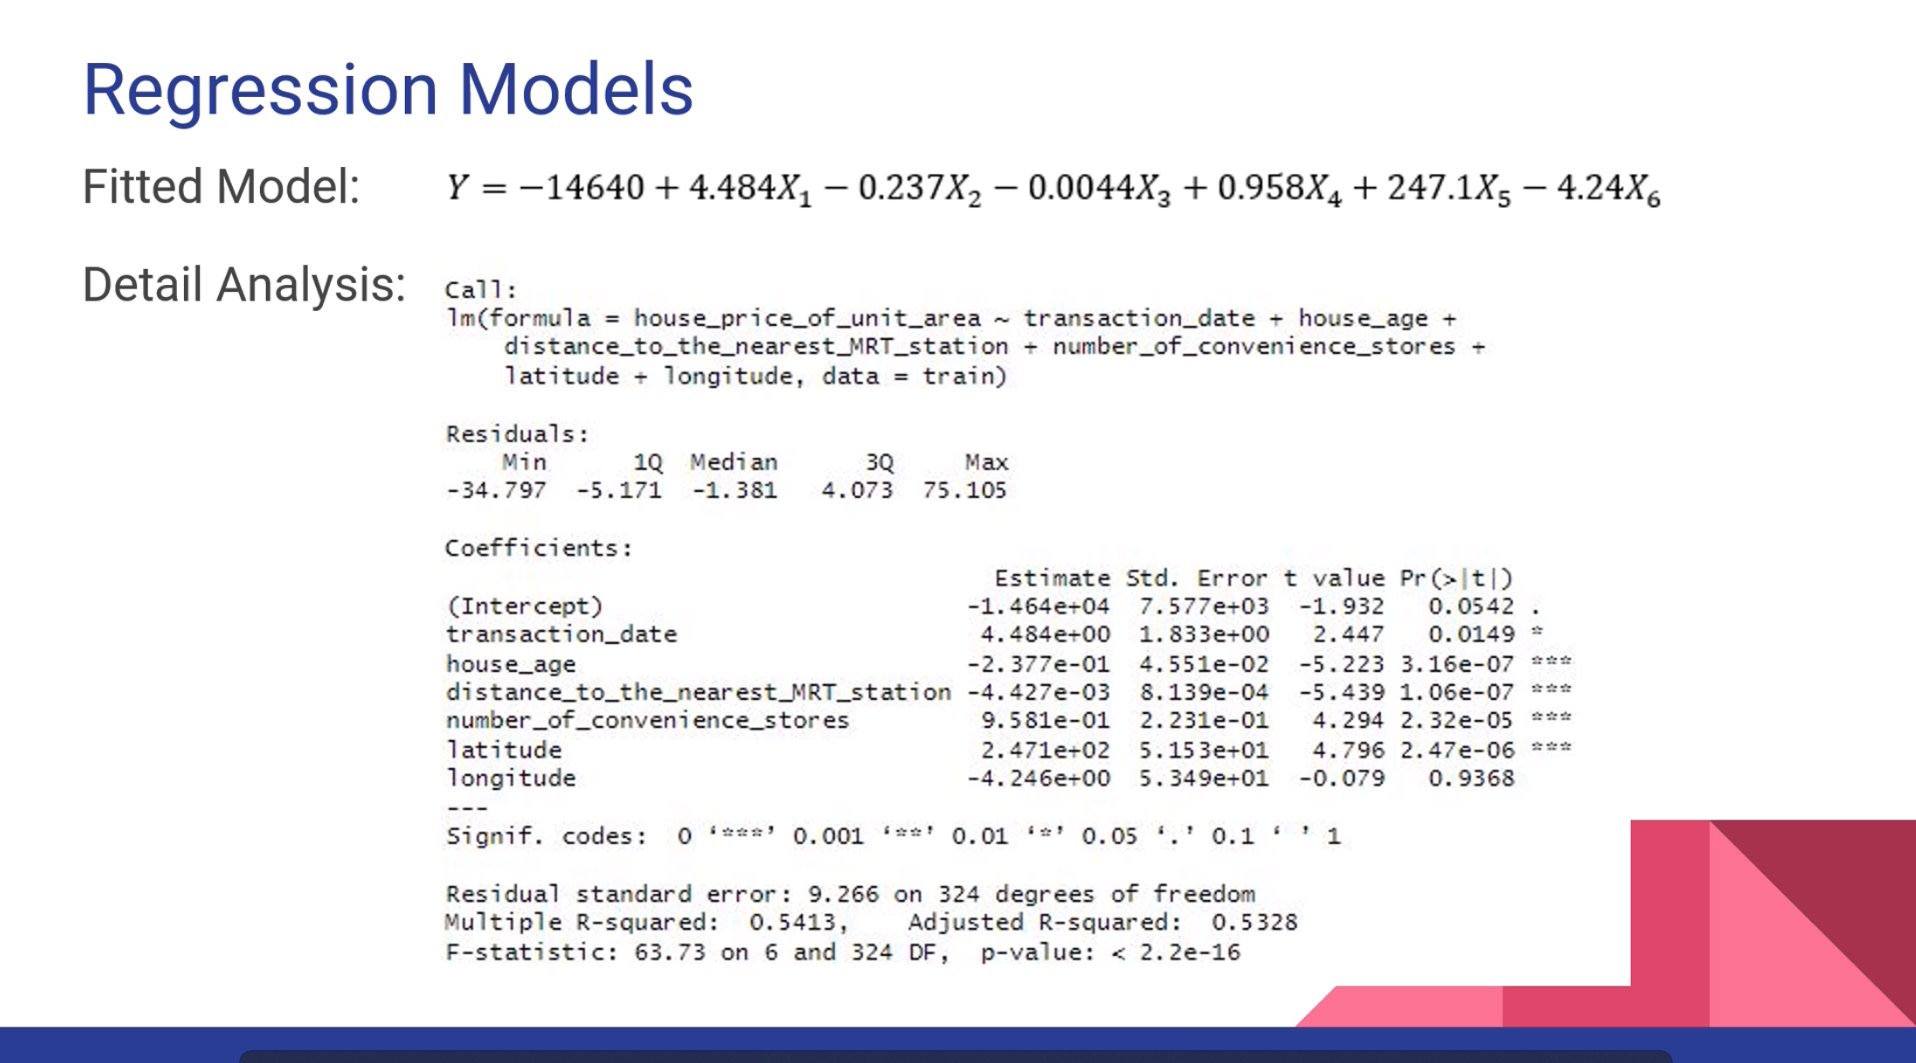 Regression Models
Fitted Model: Y = −14640 + 4.484X₁ − 0.237X₂ − 0.0044X₃ + 0.958X₄ + 247.1X₅ − 4.24X₆
Detail Analysis:
Call:
lm(formula = house_price_of_unit_area ~ transaction_date + house_age +
    distance_to_the_nearest_MRT_station + number_of_convenience_stores +
    latitude + longitude, data = train)
Residuals:
    Min      1Q  Median      3Q     Max
-34.797  -5.171  -1.381   4.073  75.105
Coefficients:
                                      Estimate Std. Error t value Pr(>|t|)
(Intercept)                         -1.464e+04  7.577e+03  -1.932   0.0542 .
transaction_date                     4.484e+00  1.833e+00   2.447   0.0149 *
house_age                           -2.377e-01  4.551e-02  -5.223 3.16e-07 ***
distance_to_the_nearest_MRT_station -4.427e-03  8.139e-04  -5.439 1.06e-07 ***
number_of_convenience_stores         9.581e-01  2.231e-01   4.294 2.32e-05 ***
latitude                             2.471e+02  5.153e+01   4.796 2.47e-06 ***
longitude                           -4.246e+00  5.349e+01  -0.079   0.9368
---
Signif. codes:  0 ‘***’ 0.001 ‘**’ 0.01 ‘*’ 0.05 ‘.’ 0.1 ‘ ’ 1
Residual standard error: 9.266 on 324 degrees of freedom
Multiple R-squared:  0.5413,    Adjusted R-squared:  0.5328
F-statistic: 63.73 on 6 and 324 DF,  p-value: < 2.2e-16